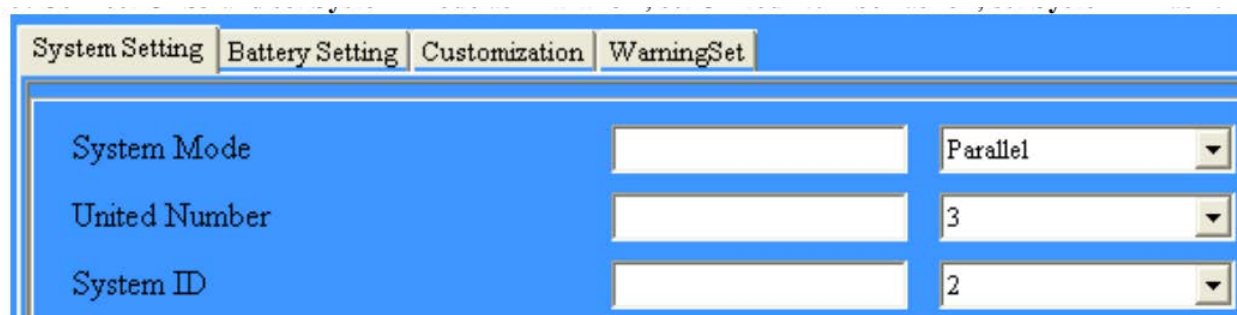 System Setting Battery Setting Customization WarningSet
System Mode Parallel
United Number 3
System ID 2